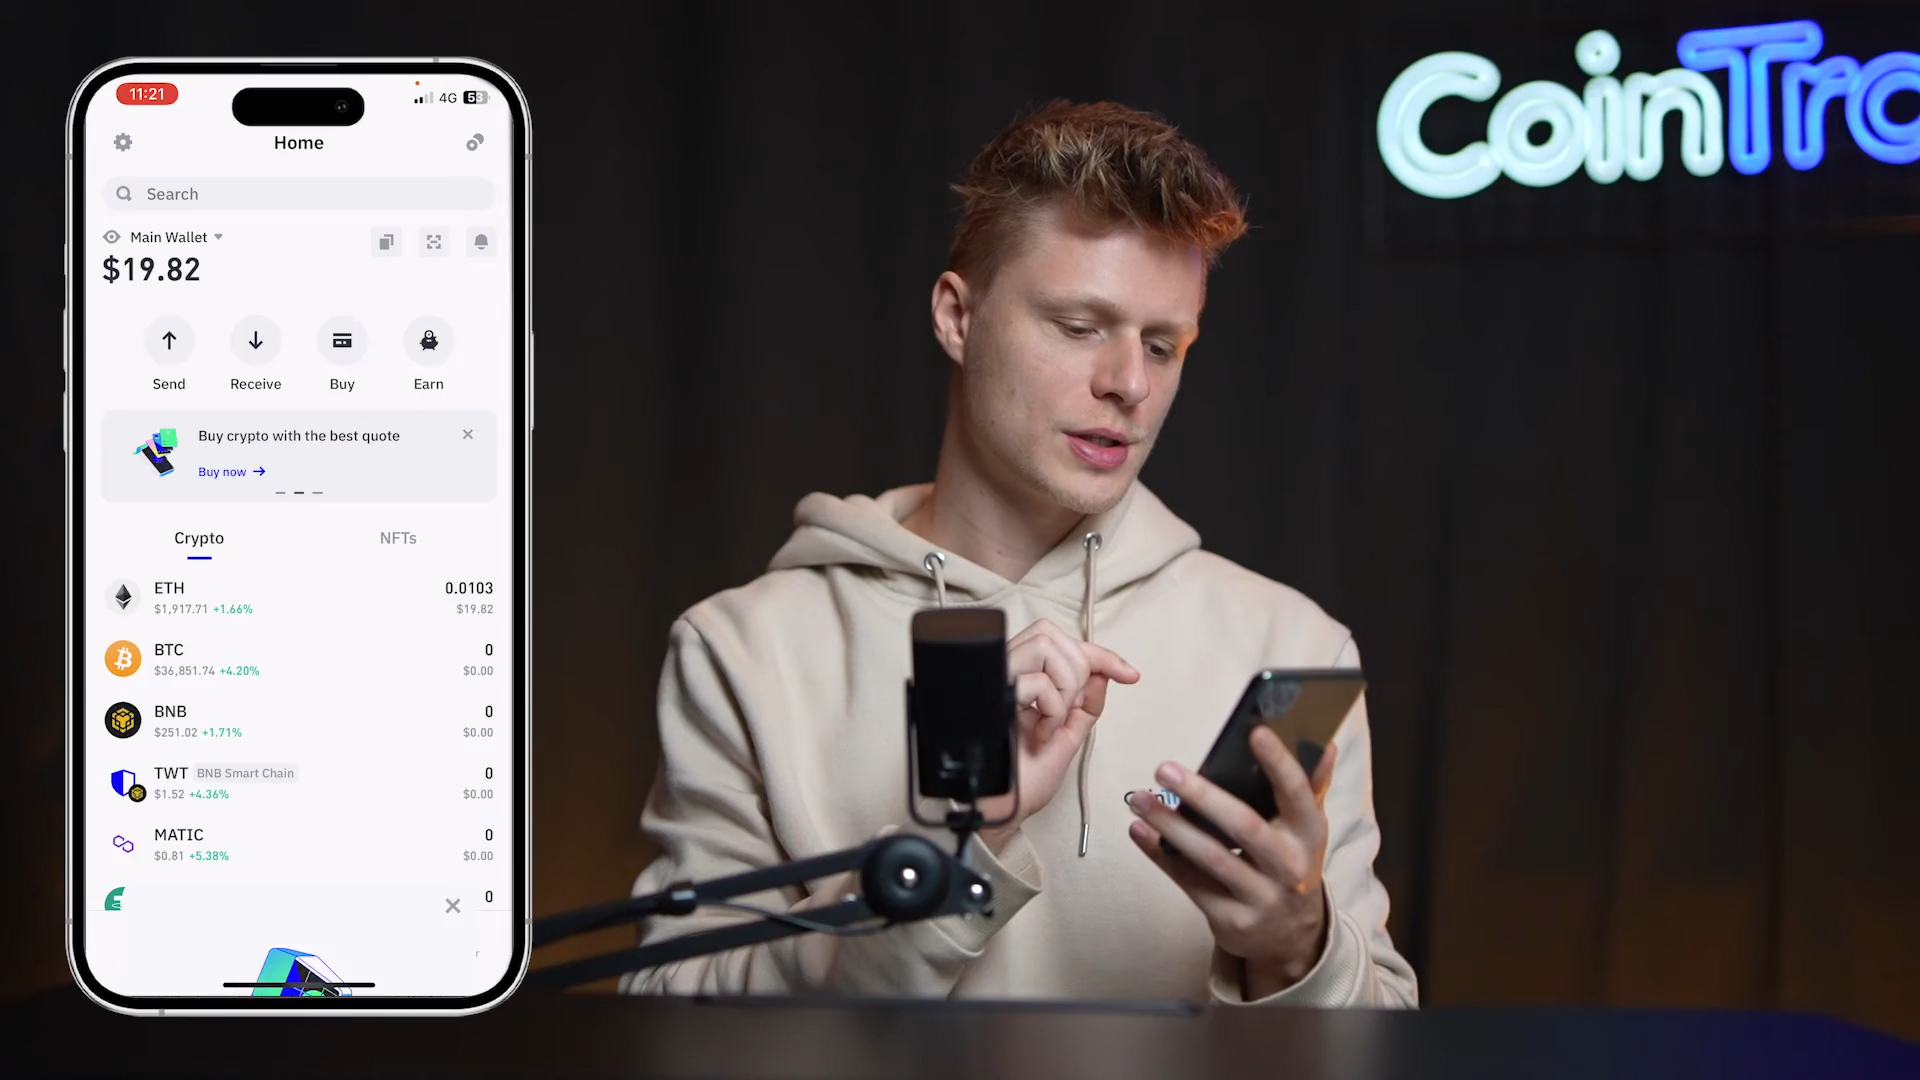 11:21
4G 53
Home
Search
Main Wallet
$19.82
Send Receive Buy Earn
Buy crypto with the best quote
Buy now →
Crypto NFTs
ETH 0.0103
$1,917.71 +1.66% $19.82
BTC 0
$36,851.74 +4.20% $0.00
BNB 0
$251.02 +1.71% $0.00
TWT BNB Smart Chain 0
$1.52 +4.36% $0.00
MATIC 0
$0.81 +5.38% $0.00
0
CoinTra